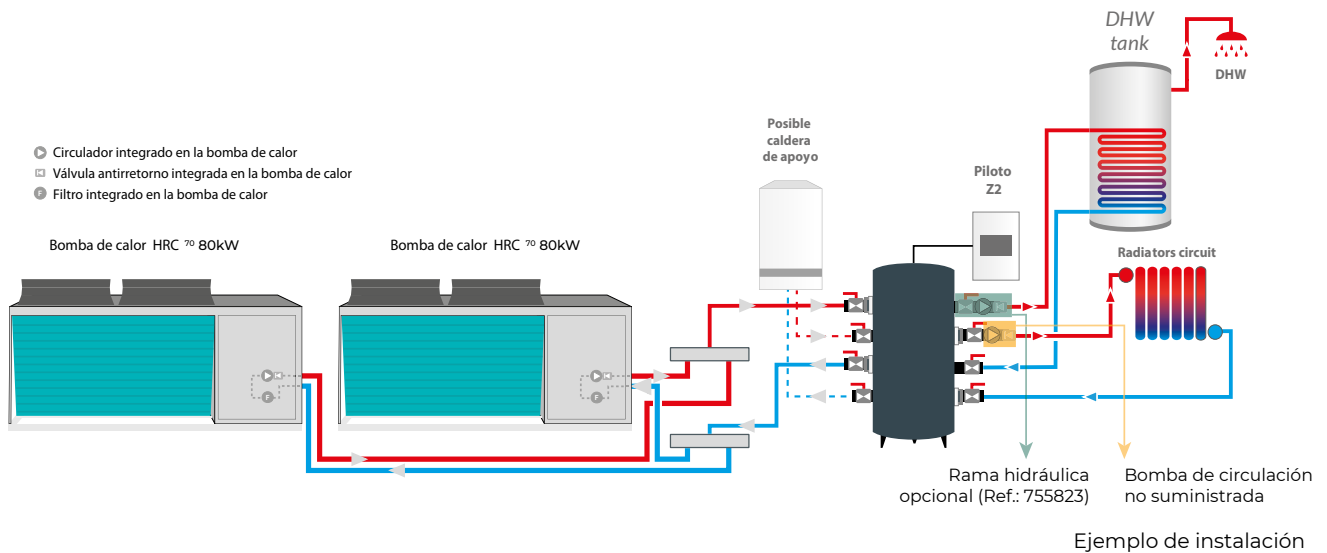 DHW
tank
DHW
Posible
caldera
de apoyo
Circulador integrado en la bomba de calor
Válvula antirretorno integrada en la bomba de calor
F Filtro integrado en la bomba de calor
Piloto
Z2
Bomba de calor HRC ⁷⁰ 80kW
Bomba de calor HRC ⁷⁰ 80kW
Radiators circuit
F
F
Rama hidráulica
opcional (Ref.: 755823)
Bomba de circulación
no suministrada
Ejemplo de instalación